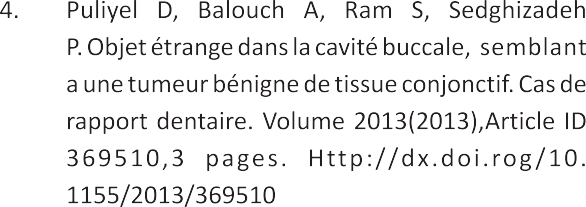 4. Puliyel D, Balouch A, Ram S, Sedghizadeh
P. Objet étrange dans la cavité buccale, semblant
a une tumeur bénigne de tissue conjonctif. Cas de
rapport dentaire. Volume 2013(2013),Article ID
369510,3 pages. Http://dx.doi.rog/10.
1155/2013/369510